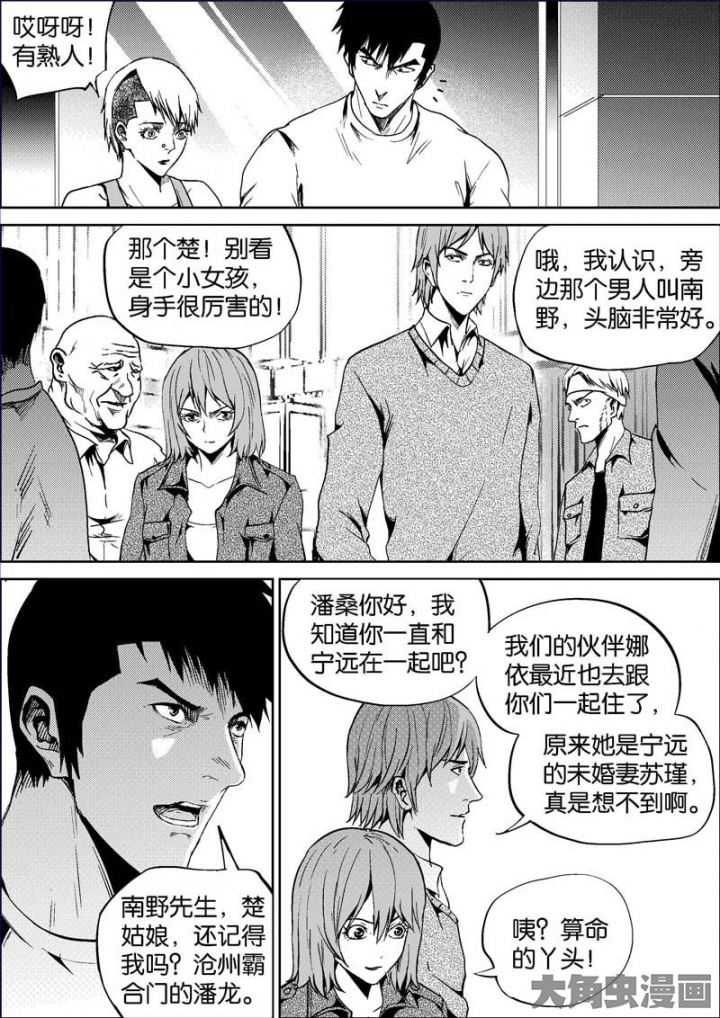 哎呀呀！
有熟人！
那个楚！别看
是个小女孩，
身手很厉害的！
哦，我认识，旁
边那个男人叫南
野，头脑非常好。
南野先生，楚
姑娘，还记得
我吗？沧州霸
合门的潘龙。
潘桑你好，我
知道你一直和
宁远在一起吧？
我们的伙伴娜
依最近也去跟
你们一起住了，
原来她是宁远
的未婚妻苏瑾，
真是想不到啊。
咦？算命
的丫头！
大角虫漫画